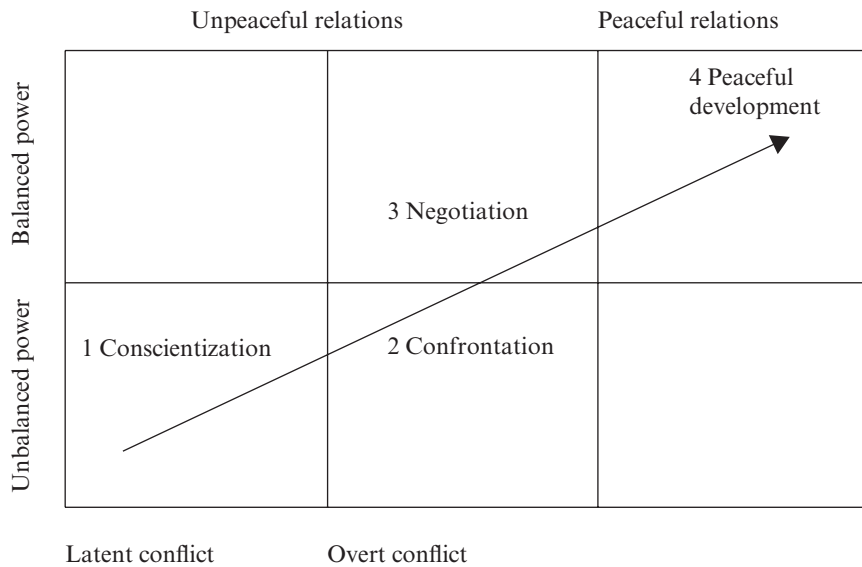 Unpeaceful relations
Peaceful relations
Balanced power
4 Peaceful
development
3 Negotiation
Unbalanced power
1 Conscientization
2 Confrontation
Latent conflict
Overt conflict